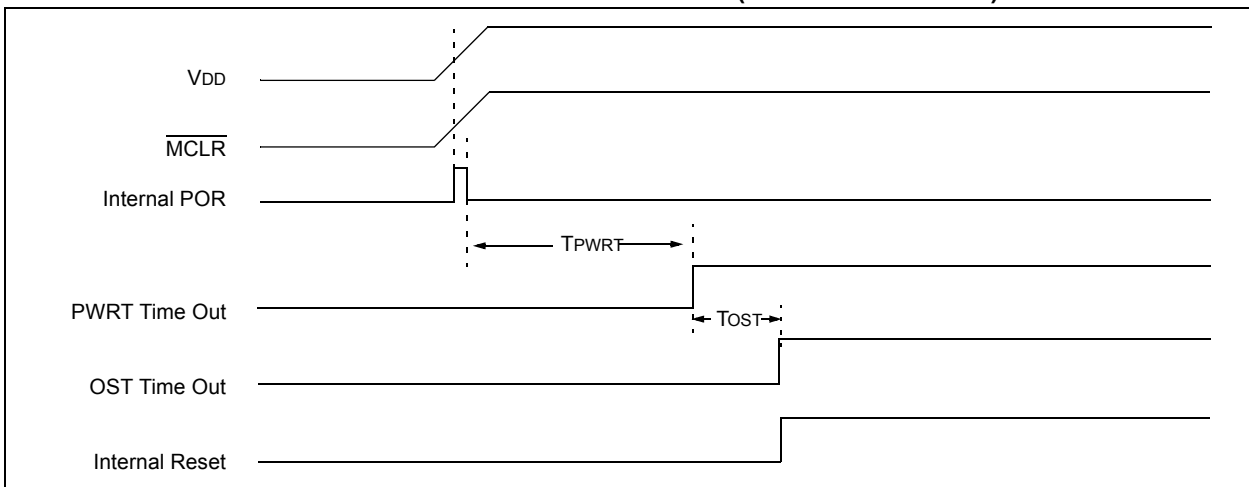 VDD
MCLR
Internal POR
TPWRT
PWRT Time Out
TOST
OST Time Out
Internal Reset